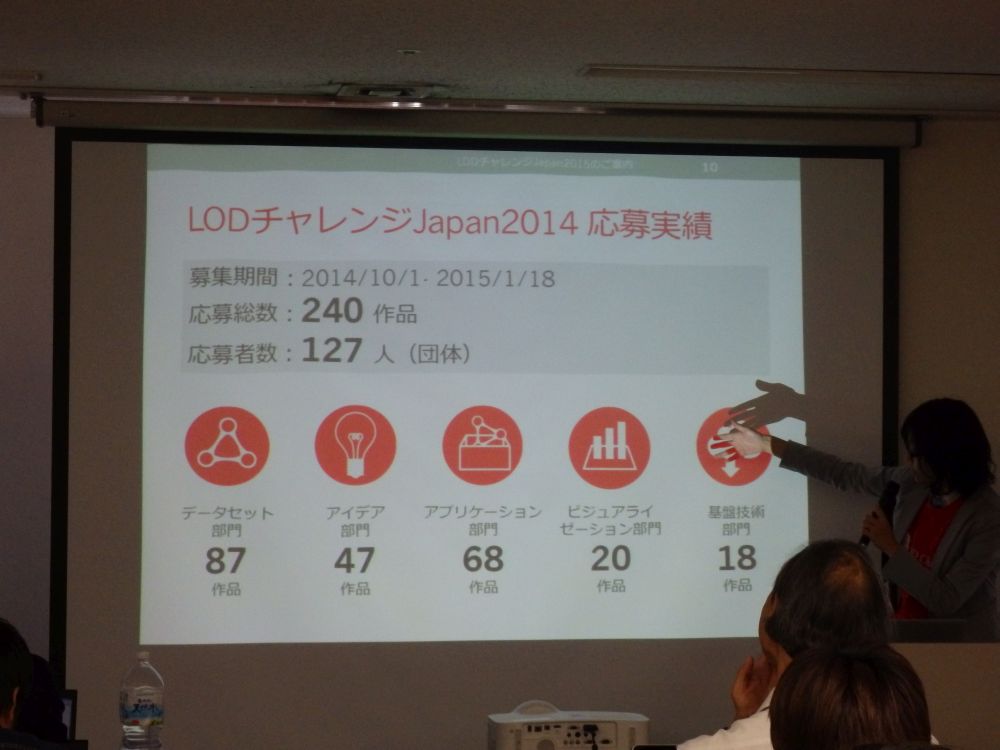 LODチャレンジJapan2015のご案内 10
LODチャレンジJapan2014 応募実績
募集期間：2014/10/1- 2015/1/18
応募総数：240 作品
応募者数：127 人（団体）
データセット
部門
87
作品
アイデア
部門
47
作品
アプリケーション
部門
68
作品
ビジュアライ
ゼーション部門
20
作品
基盤技術
部門
18
作品